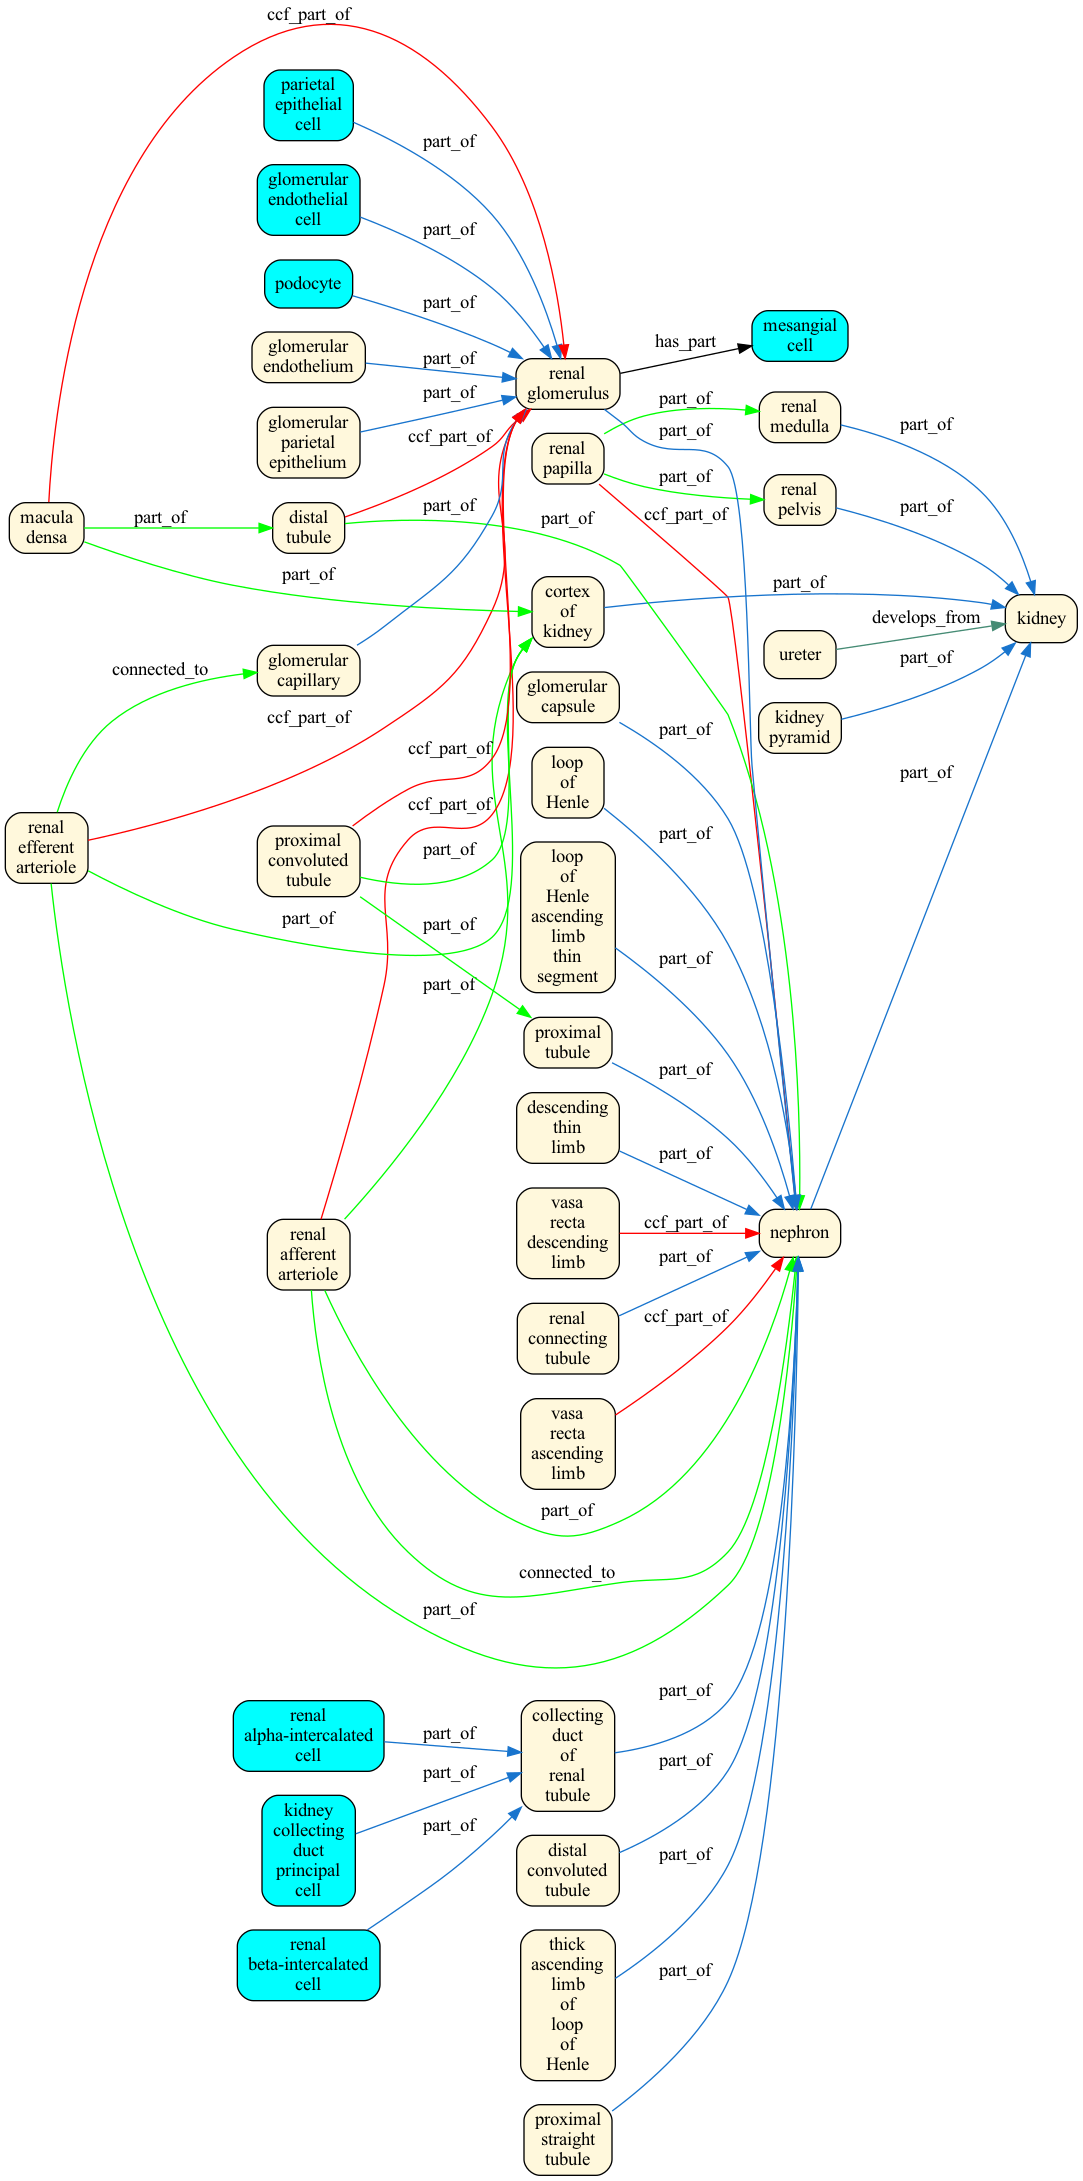 ccf_part_of
parietal
epithelial
cell
part_of
glomerular
endothelial
cell
part_of
podocyte
part_of
glomerular
endothelium
part_of
glomerular
parietal
epithelium
part_of
renal
glomerulus
has_part
mesangial
cell
ccf_part_of
part_of
renal
papilla
part_of
renal
medulla
part_of
part_of
renal
pelvis
part_of
ccf_part_of
macula
densa
part_of
distal
tubule
part_of
part_of
part_of
cortex
of
kidney
part_of
kidney
develops_from
ureter
part_of
kidney
pyramid
connected_to
glomerular
capillary
ccf_part_of
glomerular
capsule
part_of
loop
of
Henle
part_of
part_of
renal
efferent
arteriole
part_of
proximal
convoluted
tubule
ccf_part_of
ccf_part_of
part_of
part_of
part_of
loop
of
Henle
ascending
limb
thin
segment
part_of
proximal
tubule
part_of
descending
thin
limb
part_of
renal
afferent
arteriole
vasa
recta
descending
limb
ccf_part_of
nephron
renal
connecting
tubule
part_of
vasa
recta
ascending
limb
ccf_part_of
part_of
connected_to
part_of
renal
alpha-intercalated
cell
part_of
kidney
collecting
duct
principal
cell
part_of
renal
beta-intercalated
cell
part_of
collecting
duct
of
renal
tubule
part_of
distal
convoluted
tubule
part_of
thick
ascending
limb
of
loop
of
Henle
part_of
proximal
straight
tubule
part_of